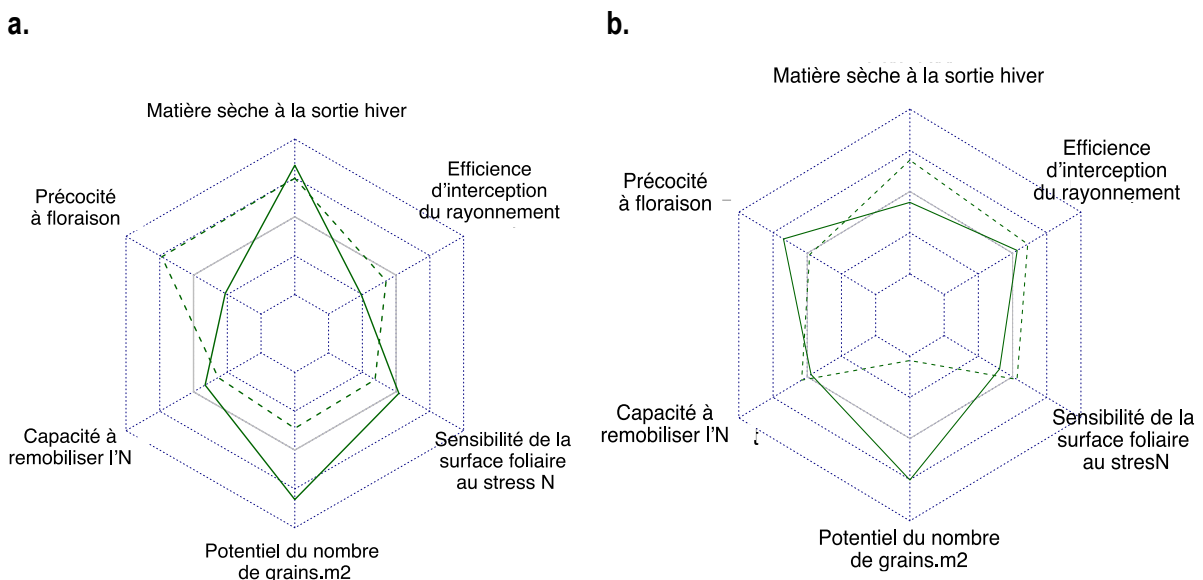 a.
Matière sèche à la sortie hiver
Efficience
d'interception
du rayonnement
Précocité
à floraison
Capacité à
remobiliser l'N
Sensibilité de la
surface foliaire
au stress N
Potentiel du nombre
de grains.m2
b.
Matière sèche à la sortie hiver
Efficience
d'interception
du rayonnement
Précocité
à floraison
Capacité à
remobiliser l'N
Sensibilité de la
surface foliaire
au stresN
Potentiel du nombre
de grains.m2